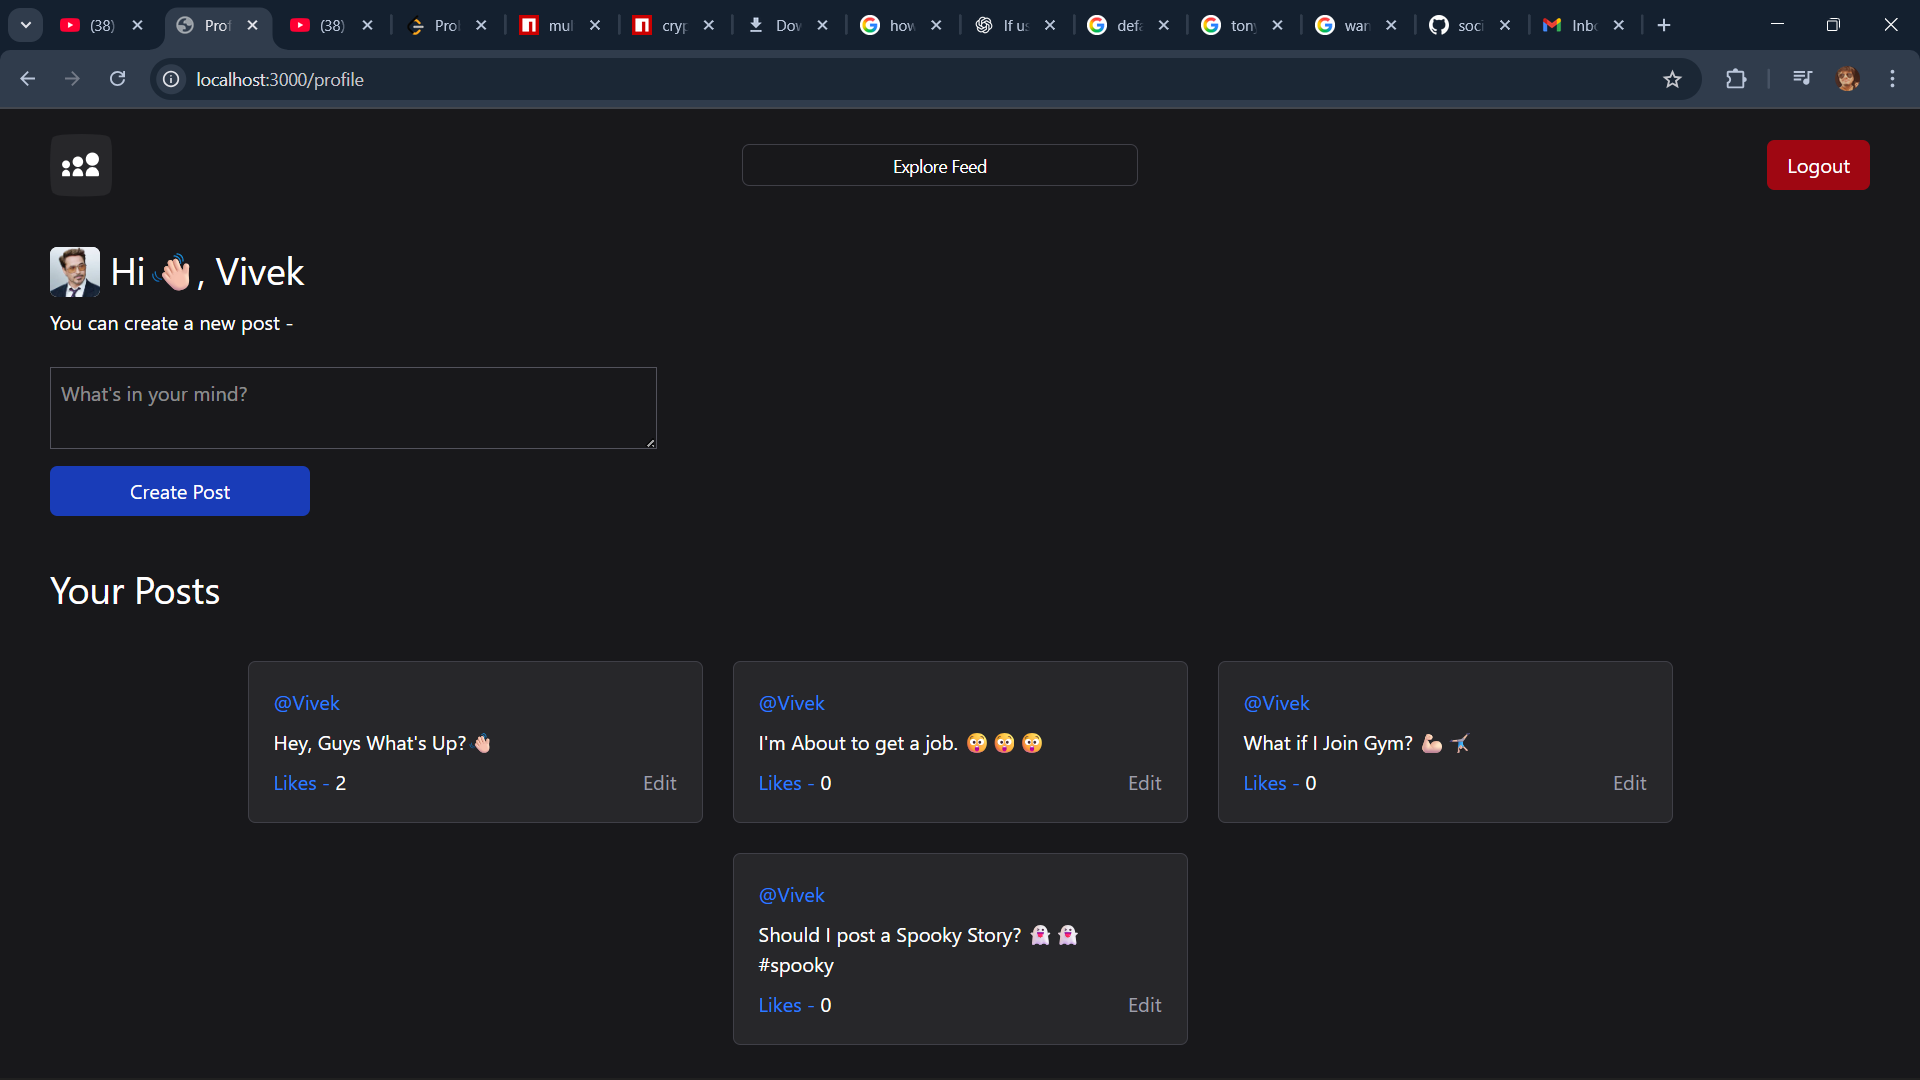 (38)
Prof
(38)
Prol
mul
cryp
Dov
how
If us
defa
tony
wan
soci
Inbo
localhost:3000/profile
Explore Feed
Logout
Hi 👋🏻, Vivek
You can create a new post -
What's in your mind?
Create Post
Your Posts
@Vivek
Hey, Guys What's Up?👋🏻
Likes - 2
Edit
@Vivek
I'm About to get a job. 😳 😳 😳
Likes - 0
Edit
@Vivek
What if I Join Gym? 💪🏻 🤸🏻‍♂️
Likes - 0
Edit
@Vivek
Should I post a Spooky Story? 👻 👻
#spooky
Likes - 0
Edit